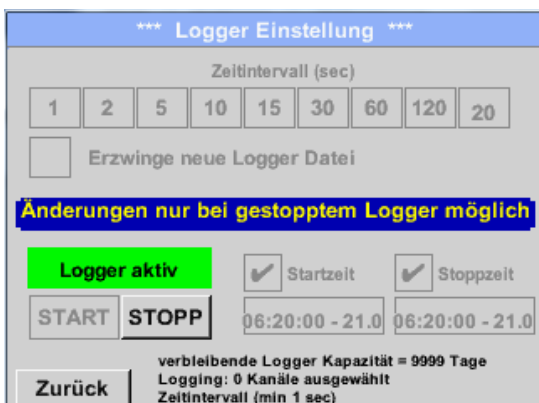 *** Logger Einstellung ***
Zeitintervall (sec)
1 2 5 10 15 30 60 120 20
Erzwinge neue Logger Datei
Änderungen nur bei gestopptem Logger möglich
Logger aktiv
✔ Startzeit ✔ Stoppzeit
START STOPP 06:20:00 - 21.0 06:20:00 - 21.0
verbleibende Logger Kapazität = 9999 Tage
Logging: 0 Kanäle ausgewählt
Zeitintervall (min 1 sec)
Zurück